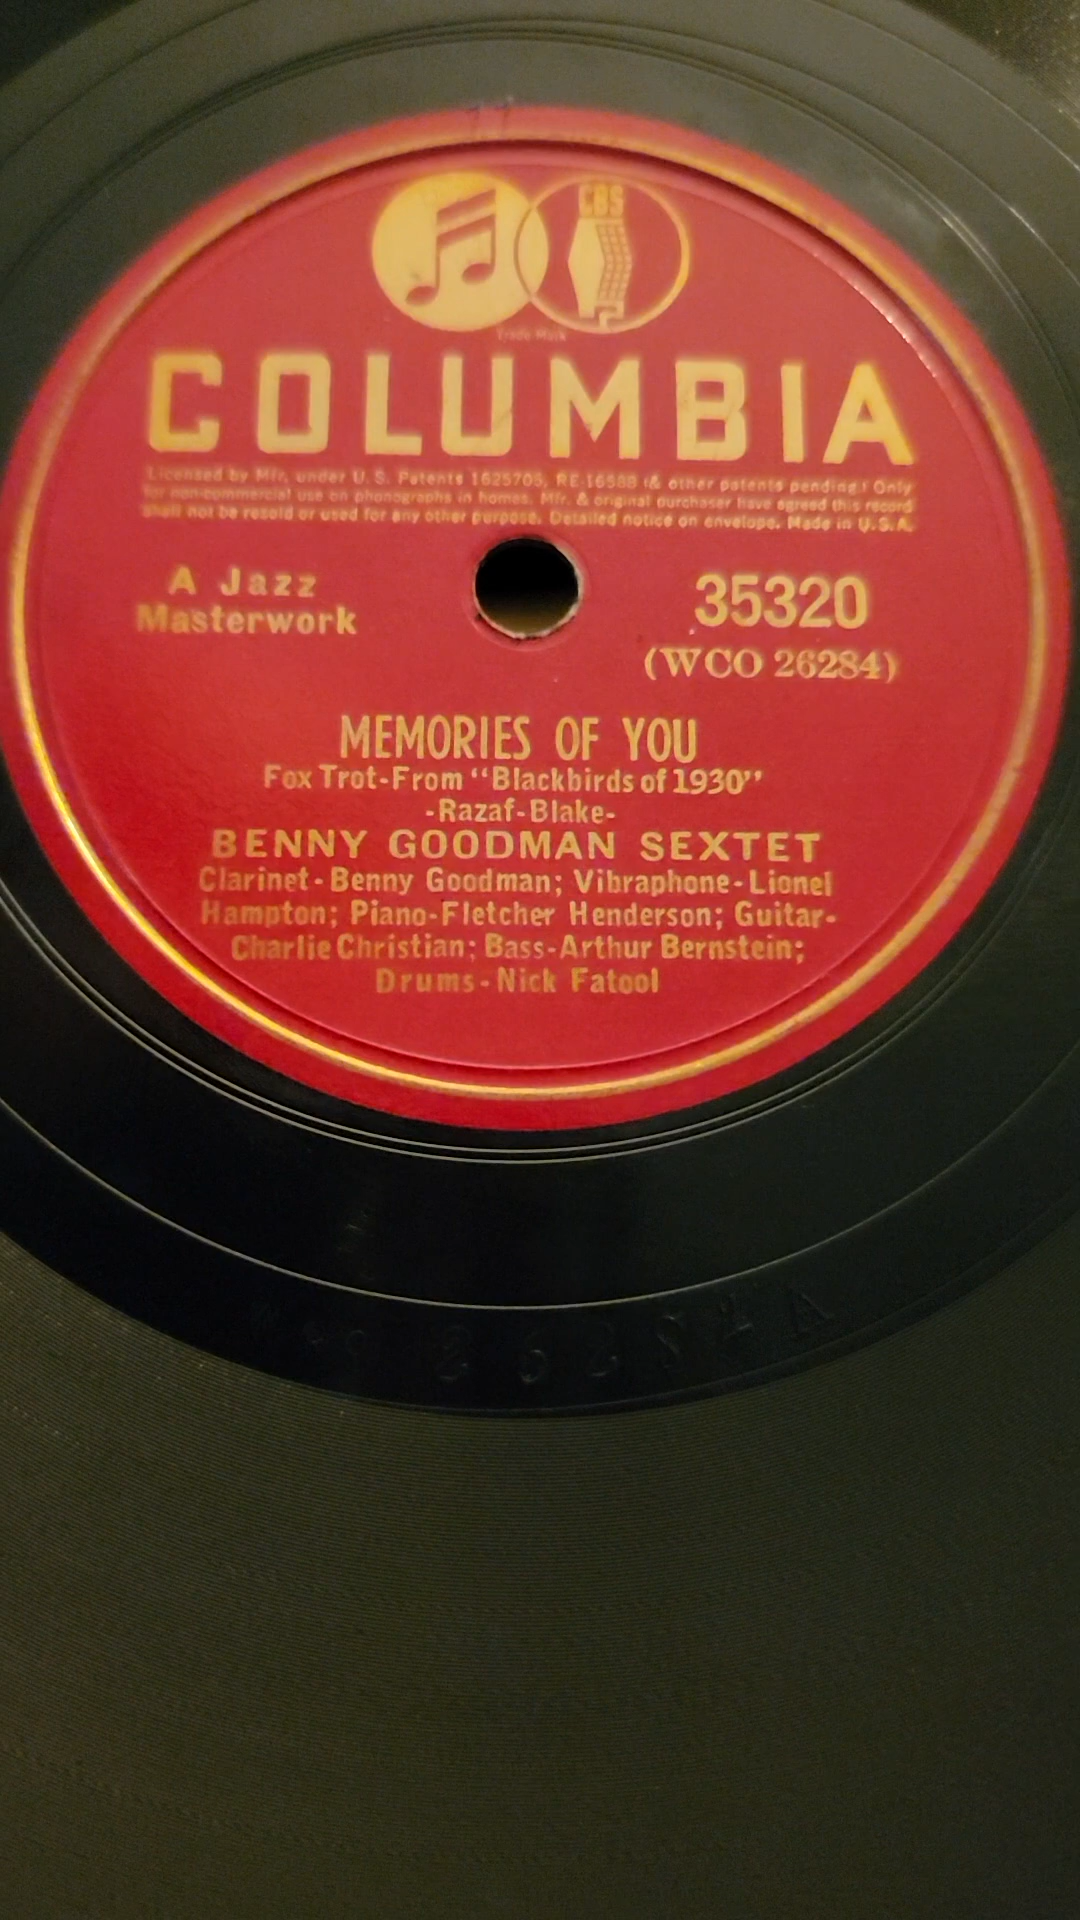 CBS
Trade Mark
COLUMBIA
Licensed by Mfr. under U.S. Patents 1625705, RE-16588 (& other patents pending.) Only
for non-commercial use on phonographs in homes. Mfr. & original purchaser have agreed this record
shall not be resold or used for any other purpose. Detailed notice on envelope. Made in U.S.A.
A Jazz
Masterwork
35320
(WCO 26284)
MEMORIES OF YOU
Fox Trot-From "Blackbirds of 1930"
-Razaf-Blake-
BENNY GOODMAN SEXTET
Clarinet-Benny Goodman; Vibraphone-Lionel
Hampton; Piano-Fletcher Henderson; Guitar-
Charlie Christian; Bass-Arthur Bernstein;
Drums-Nick Fatool